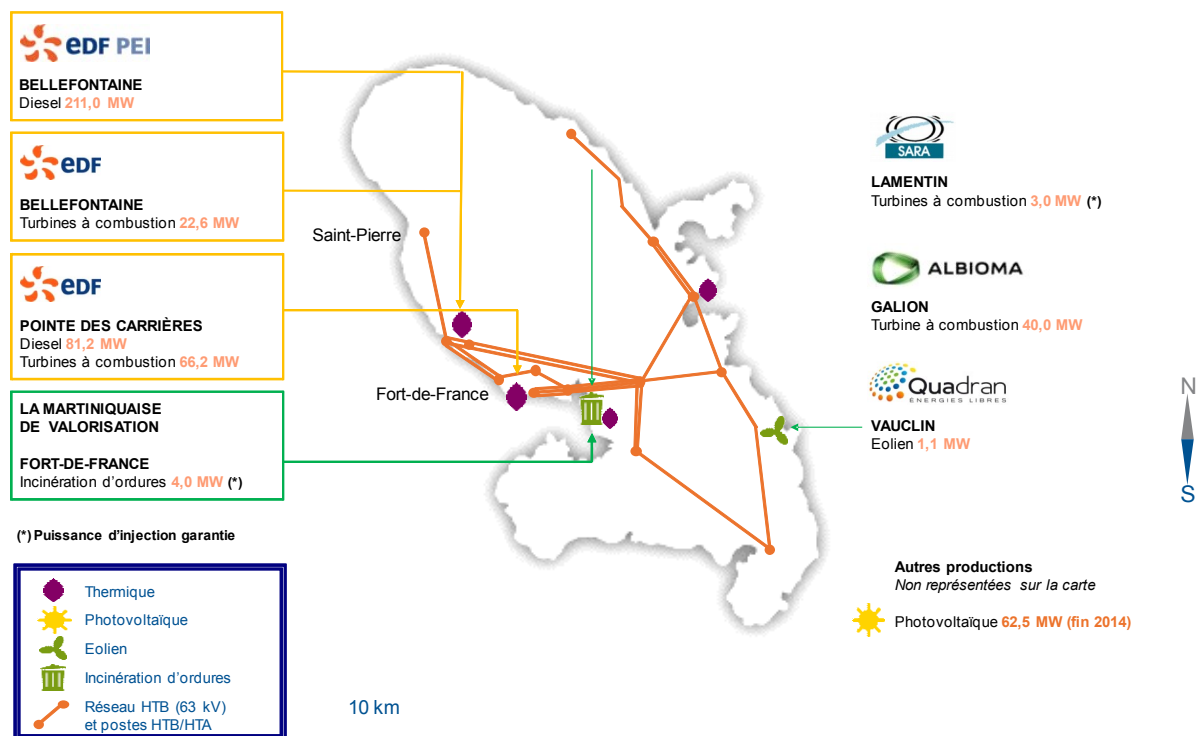 edf PEI
BELLEFONTAINE
Diesel 211,0 MW
edf
BELLEFONTAINE
Turbines à combustion 22,6 MW
edf
POINTE DES CARRIÈRES
Diesel 81,2 MW
Turbines à combustion 66,2 MW
LA MARTINIQUAISE
DE VALORISATION
FORT-DE-FRANCE
Incinération d'ordures 4,0 MW (*)
(*) Puissance d'injection garantie
Thermique
Photovoltaïque
Eolien
Incinération d'ordures
Réseau HTB (63 kV)
et postes HTB/HTA
Saint-Pierre
Fort-de-France
10 km
SARA
LAMENTIN
Turbines à combustion 3,0 MW (*)
ALBIOMA
GALION
Turbine à combustion 40,0 MW
Quadran
ÉNERGIES LIBRES
VAUCLIN
Eolien 1,1 MW
N
S
Autres productions
Non représentées sur la carte
Photovoltaïque 62,5 MW (fin 2014)